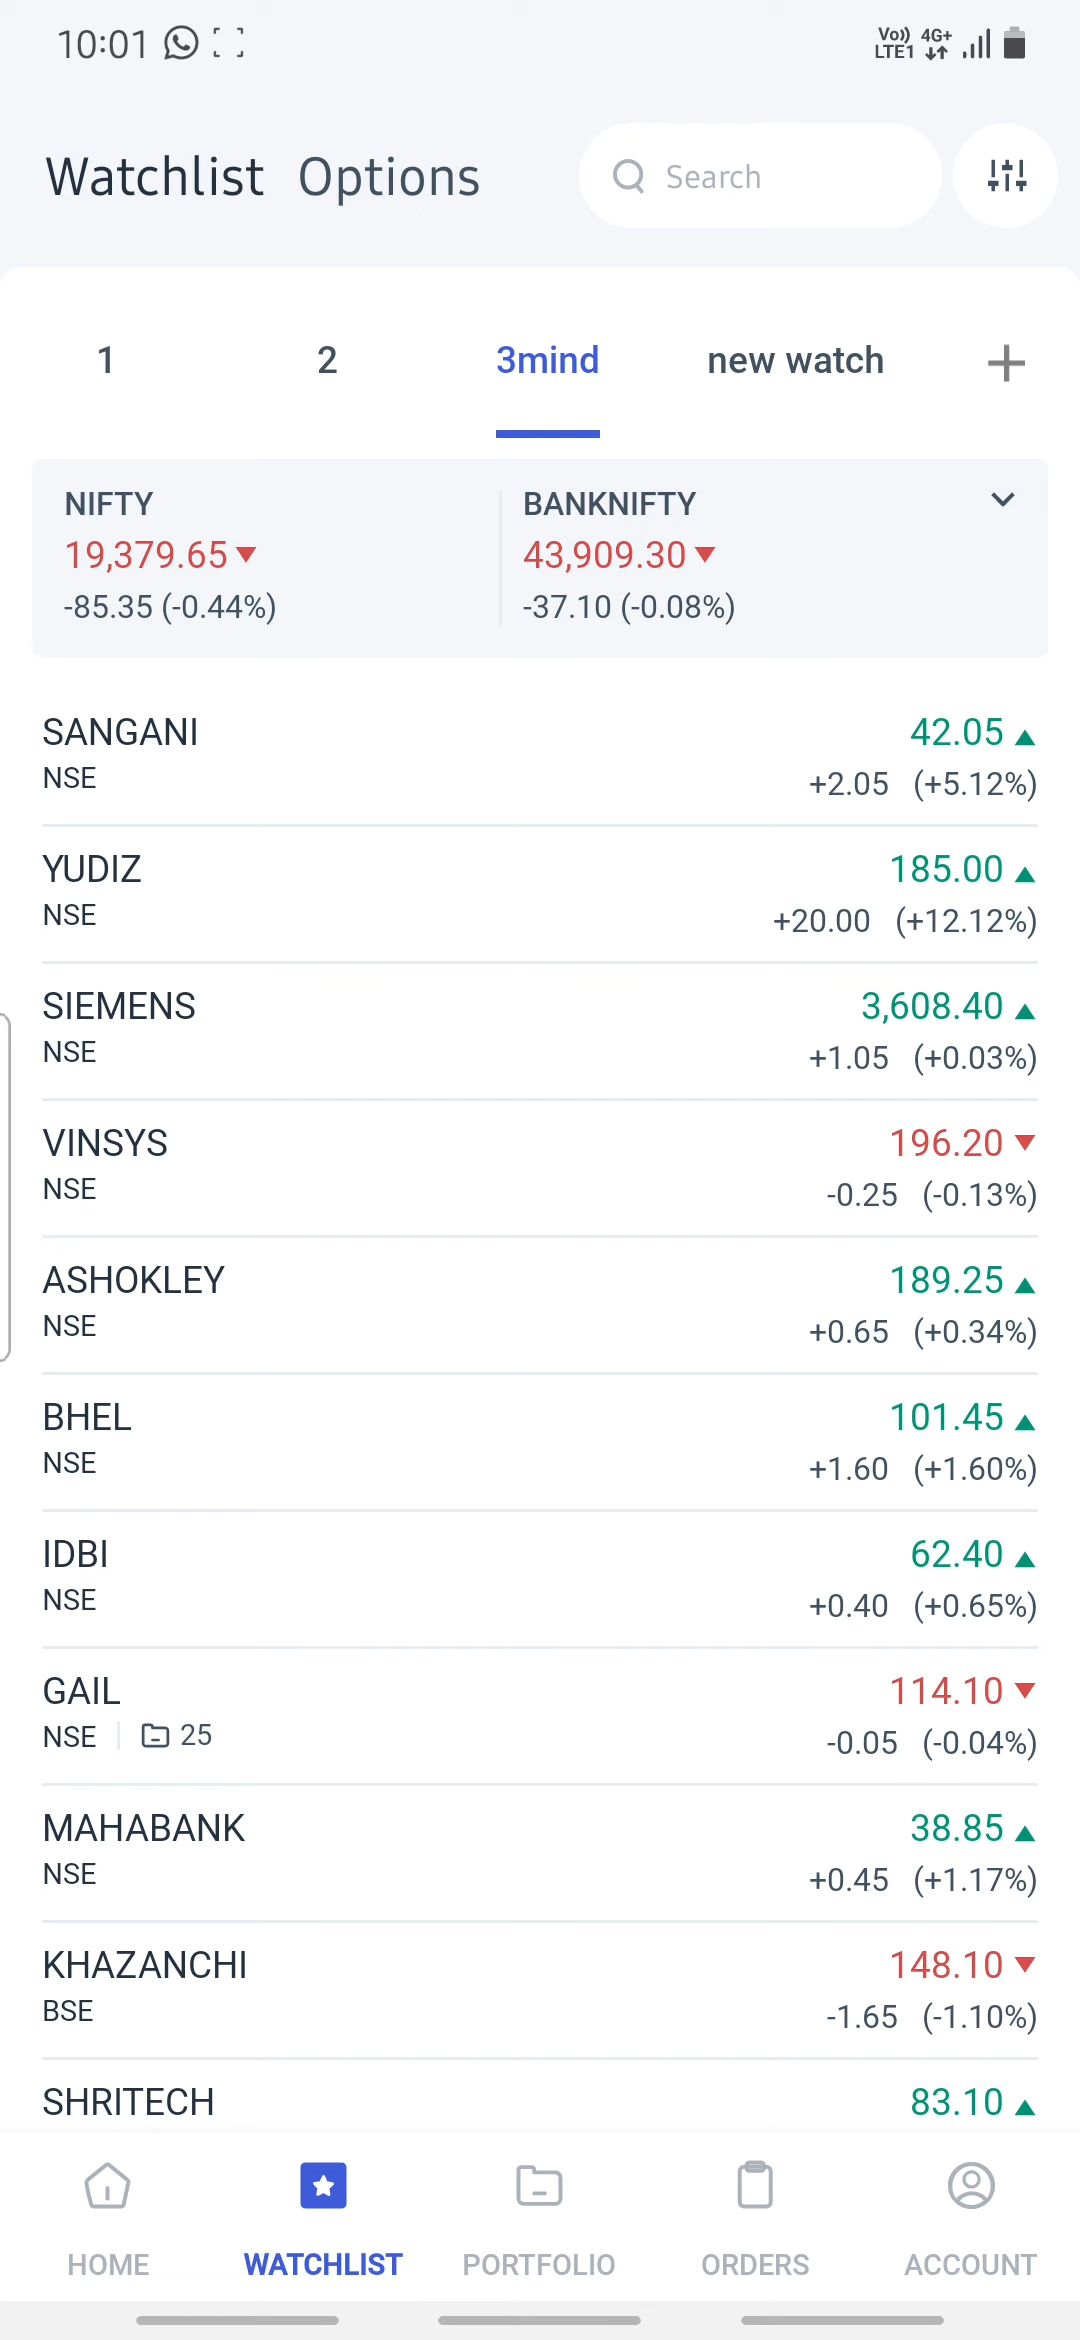 10:01 Vo)) LTE1 4G+
Watchlist Options Search
1 2 3mind new watch +
NIFTY BANKNIFTY
19,379.65 43,909.30
-85.35 (-0.44%) -37.10 (-0.08%)
SANGANI 42.05
NSE +2.05 (+5.12%)
YUDIZ 185.00
NSE +20.00 (+12.12%)
SIEMENS 3,608.40
NSE +1.05 (+0.03%)
VINSYS 196.20
NSE -0.25 (-0.13%)
ASHOKLEY 189.25
NSE +0.65 (+0.34%)
BHEL 101.45
NSE +1.60 (+1.60%)
IDBI 62.40
NSE +0.40 (+0.65%)
GAIL 114.10
NSE 25 -0.05 (-0.04%)
MAHABANK 38.85
NSE +0.45 (+1.17%)
KHAZANCHI 148.10
BSE -1.65 (-1.10%)
SHRITECH 83.10
HOME WATCHLIST PORTFOLIO ORDERS ACCOUNT